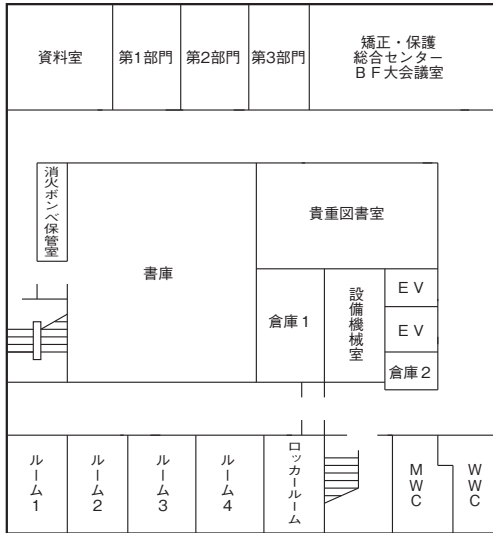 資料室
第1部門
第2部門
第3部門
矯正・保護
総合センター
ＢＦ大会議室
消火ボンベ保管室
書庫
貴重図書室
倉庫１
設備機械室
ＥＶ
ＥＶ
倉庫２
ルーム１
ルーム２
ルーム３
ルーム４
ロッカールーム
ＭＷＣ
ＷＷＣ